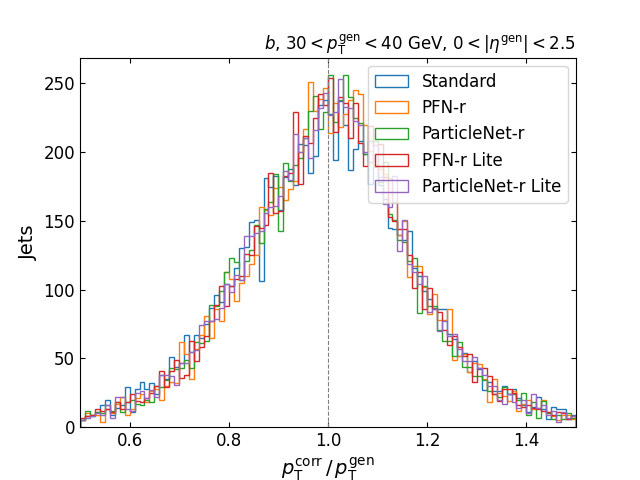 b, 30 < p_T^gen < 40 GeV, 0 < |η^gen| < 2.5
Standard
PFN-r
ParticleNet-r
PFN-r Lite
ParticleNet-r Lite
250
200
150
100
50
0
Jets
0.6 0.8 1.0 1.2 1.4
p_T^corr / p_T^gen